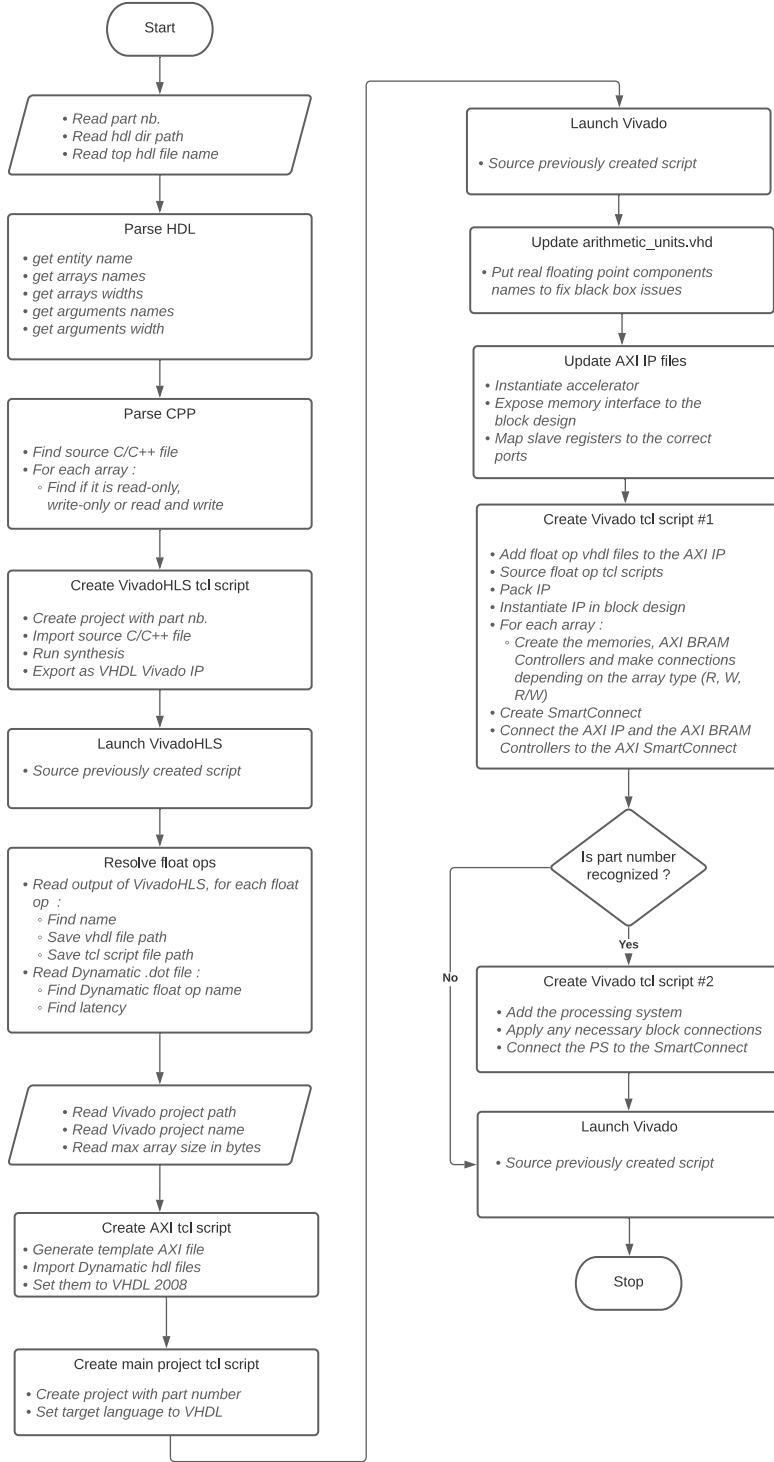 Start
• Read part nb.
• Read hdl dir path
• Read top hdl file name
Parse HDL
• get entity name
• get arrays names
• get arrays widths
• get arguments names
• get arguments width
Parse CPP
• Find source C/C++ file
• For each array :
◦ Find if it is read-only,
write-only or read and write
Create VivadoHLS tcl script
• Create project with part nb.
• Import source C/C++ file
• Run synthesis
• Export as VHDL Vivado IP
Launch VivadoHLS
• Source previously created script
Resolve float ops
• Read output of VivadoHLS, for each float
op :
◦ Find name
◦ Save vhdl file path
◦ Save tcl script file path
• Read Dynamatic .dot file :
◦ Find Dynamatic float op name
◦ Find latency
• Read Vivado project path
• Read Vivado project name
• Read max array size in bytes
Create AXI tcl script
• Generate template AXI file
• Import Dynamatic hdl files
• Set them to VHDL 2008
Create main project tcl script
• Create project with part number
• Set target language to VHDL
Launch Vivado
• Source previously created script
Update arithmetic_units.vhd
• Put real floating point components
names to fix black box issues
Update AXI IP files
• Instantiate accelerator
• Expose memory interface to the
block design
• Map slave registers to the correct
ports
Create Vivado tcl script #1
• Add float op vhdl files to the AXI IP
• Source float op tcl scripts
• Pack IP
• Instantiate IP in block design
• For each array :
◦ Create the memories, AXI BRAM
Controllers and make connections
depending on the array type (R, W,
R/W)
• Create SmartConnect
• Connect the AXI IP and the AXI BRAM
Controllers to the AXI SmartConnect
Is part number
recognized ?
Yes
No
Create Vivado tcl script #2
• Add the processing system
• Apply any necessary block connections
• Connect the PS to the SmartConnect
Launch Vivado
• Source previously created script
Stop